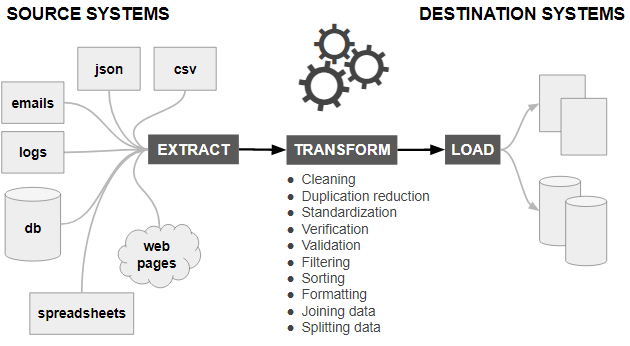 SOURCE SYSTEMS
DESTINATION SYSTEMS
json
csv
emails
logs
db
web
pages
spreadsheets
EXTRACT
TRANSFORM
LOAD
● Cleaning
● Duplication reduction
● Standardization
● Verification
● Validation
● Filtering
● Sorting
● Formatting
● Joining data
● Splitting data